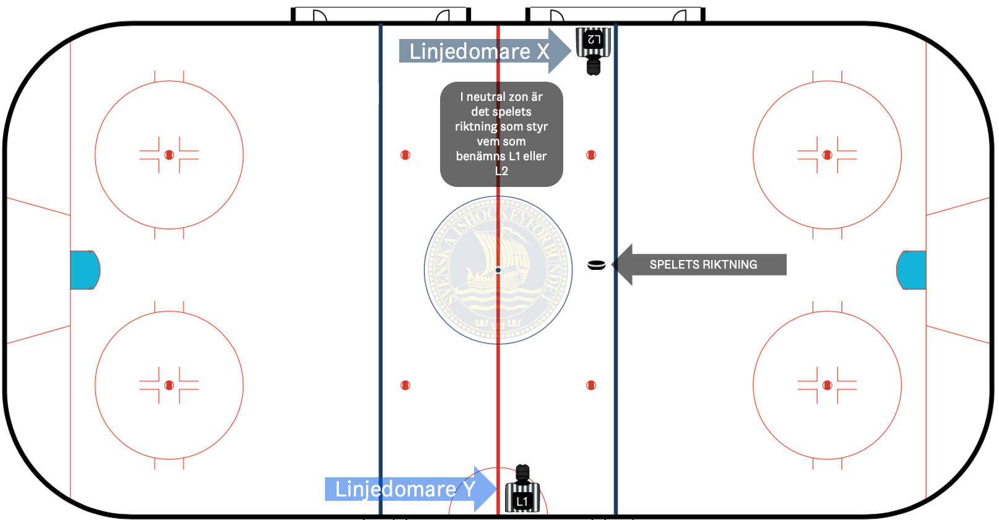 L2
Linjedomare X
I neutral zon är
det spelets
riktning som styr
vem som
benämns L1 eller
L2
SVENSKA ISHOCKEYFÖRBUNDET
SPELETS RIKTNING
Linjedomare Y
L1